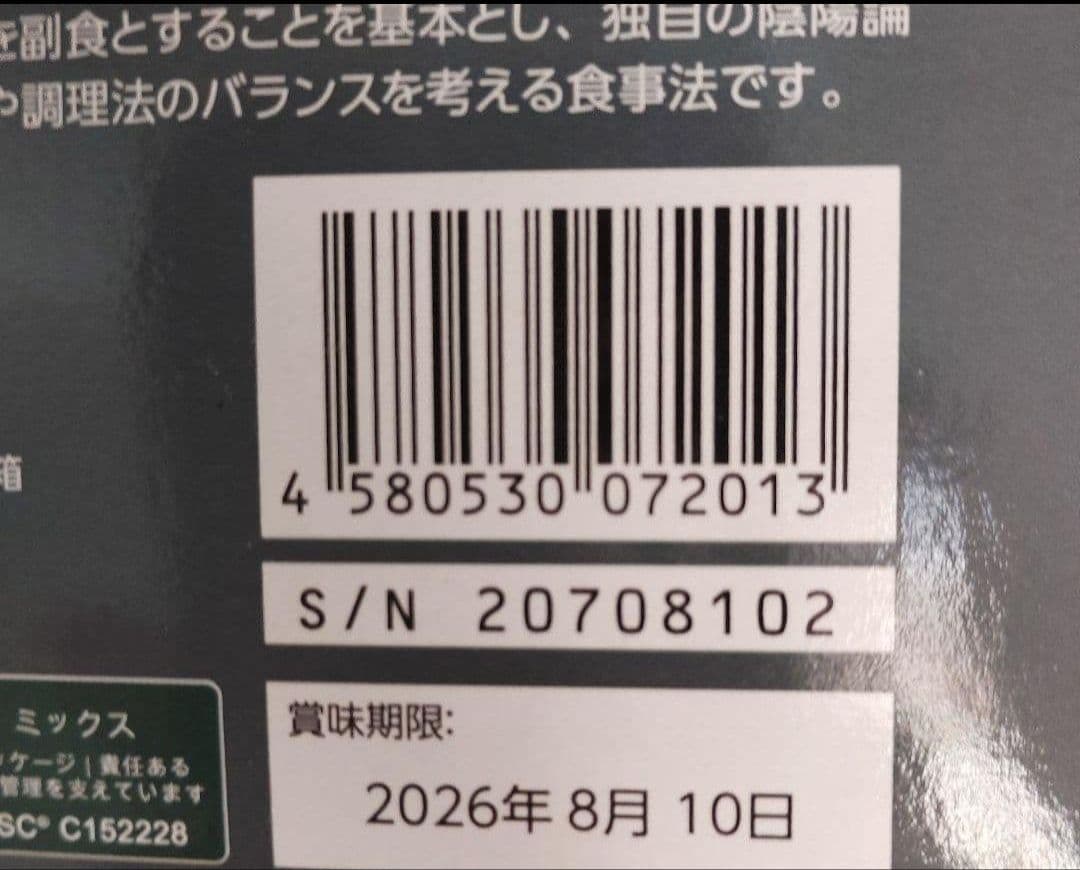 を副食とすることを基本とし、独自の陰陽論
や調理法のバランスを考える食事法です。
箱
4 580530 072013
S/N 20708102
ミックス
ケージ | 責任ある
管理を支えています
SC® C152228
賞味期限:
2026年 8月 10日